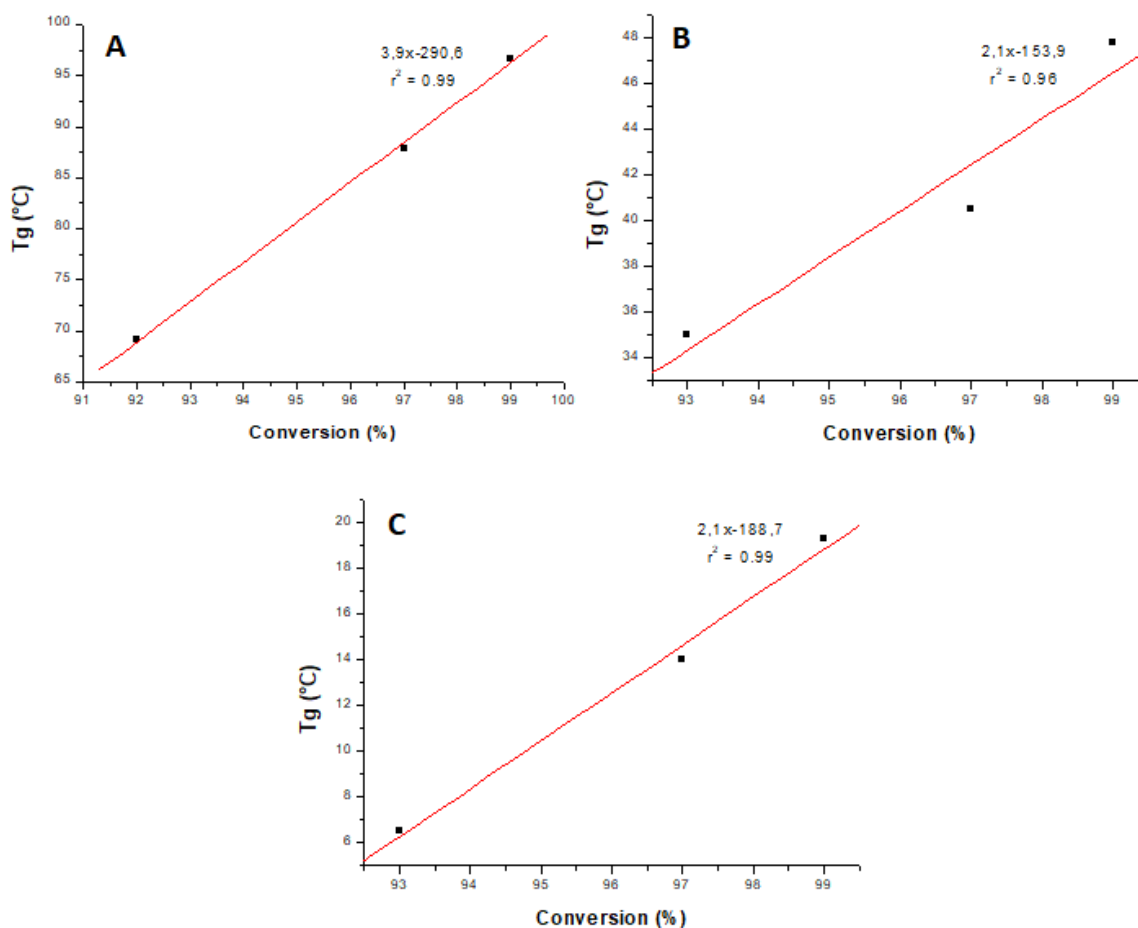 A
3,9x-290,6
r² = 0.99
100
95
90
85
80
75
70
65
Tg (ºC)
91 92 93 94 95 96 97 98 99 100
Conversion (%)
B
2,1x-153,9
r² = 0.96
48
46
44
42
40
38
36
34
Tg (ºC)
93 94 95 96 97 98 99
Conversion (%)
C
2,1x-188,7
r² = 0.99
20
18
16
14
12
10
8
6
Tg (ºC)
93 94 95 96 97 98 99
Conversion (%)